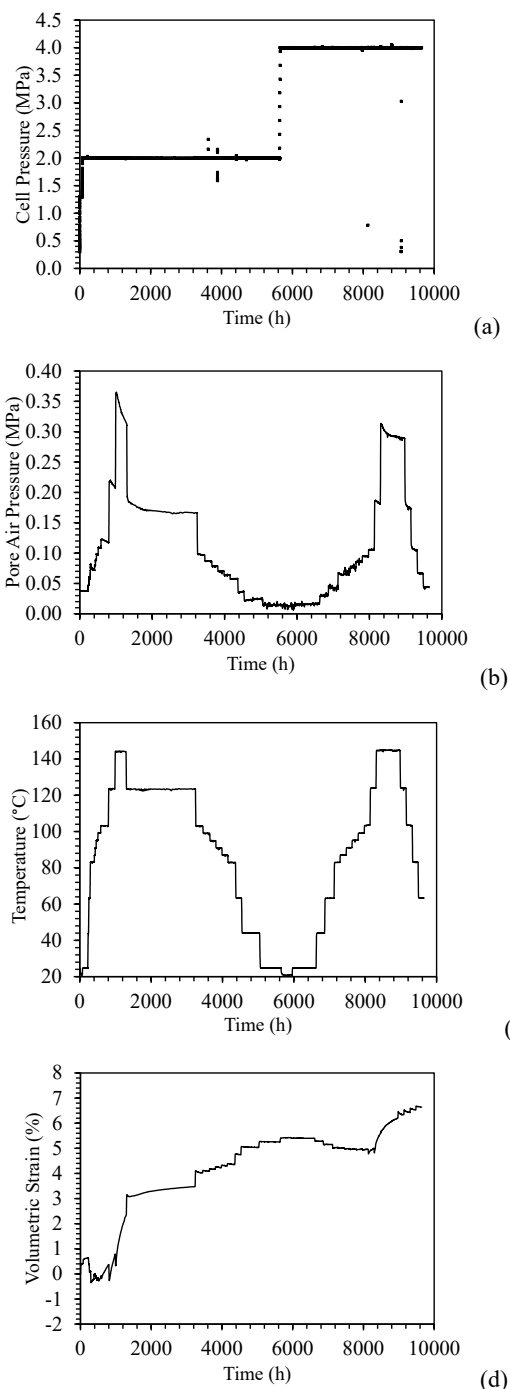 4.5
4.0
3.5
3.0
2.5
2.0
1.5
1.0
0.5
0.0
Cell Pressure (MPa)
0 2000 4000 6000 8000 10000
Time (h)
(a)
0.40
0.35
0.30
0.25
0.20
0.15
0.10
0.05
0.00
Pore Air Pressure (MPa)
0 2000 4000 6000 8000 10000
Time (h)
(b)
160
140
120
100
80
60
40
20
Temperature (°C)
0 2000 4000 6000 8000 10000
Time (h)
(
8
7
6
5
4
3
2
1
0
-1
-2
Volumetric Strain (%)
0 2000 4000 6000 8000 10000
Time (h)
(d)